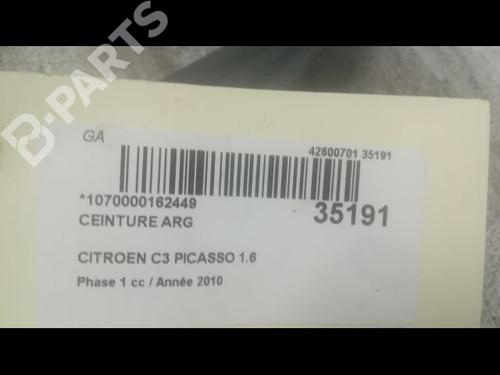 B-PARTS
GA
42600701 35191
*1070000162449
35191
CEINTURE ARG
CITROEN C3 PICASSO 1.6
Phase 1 cc / Année 2010